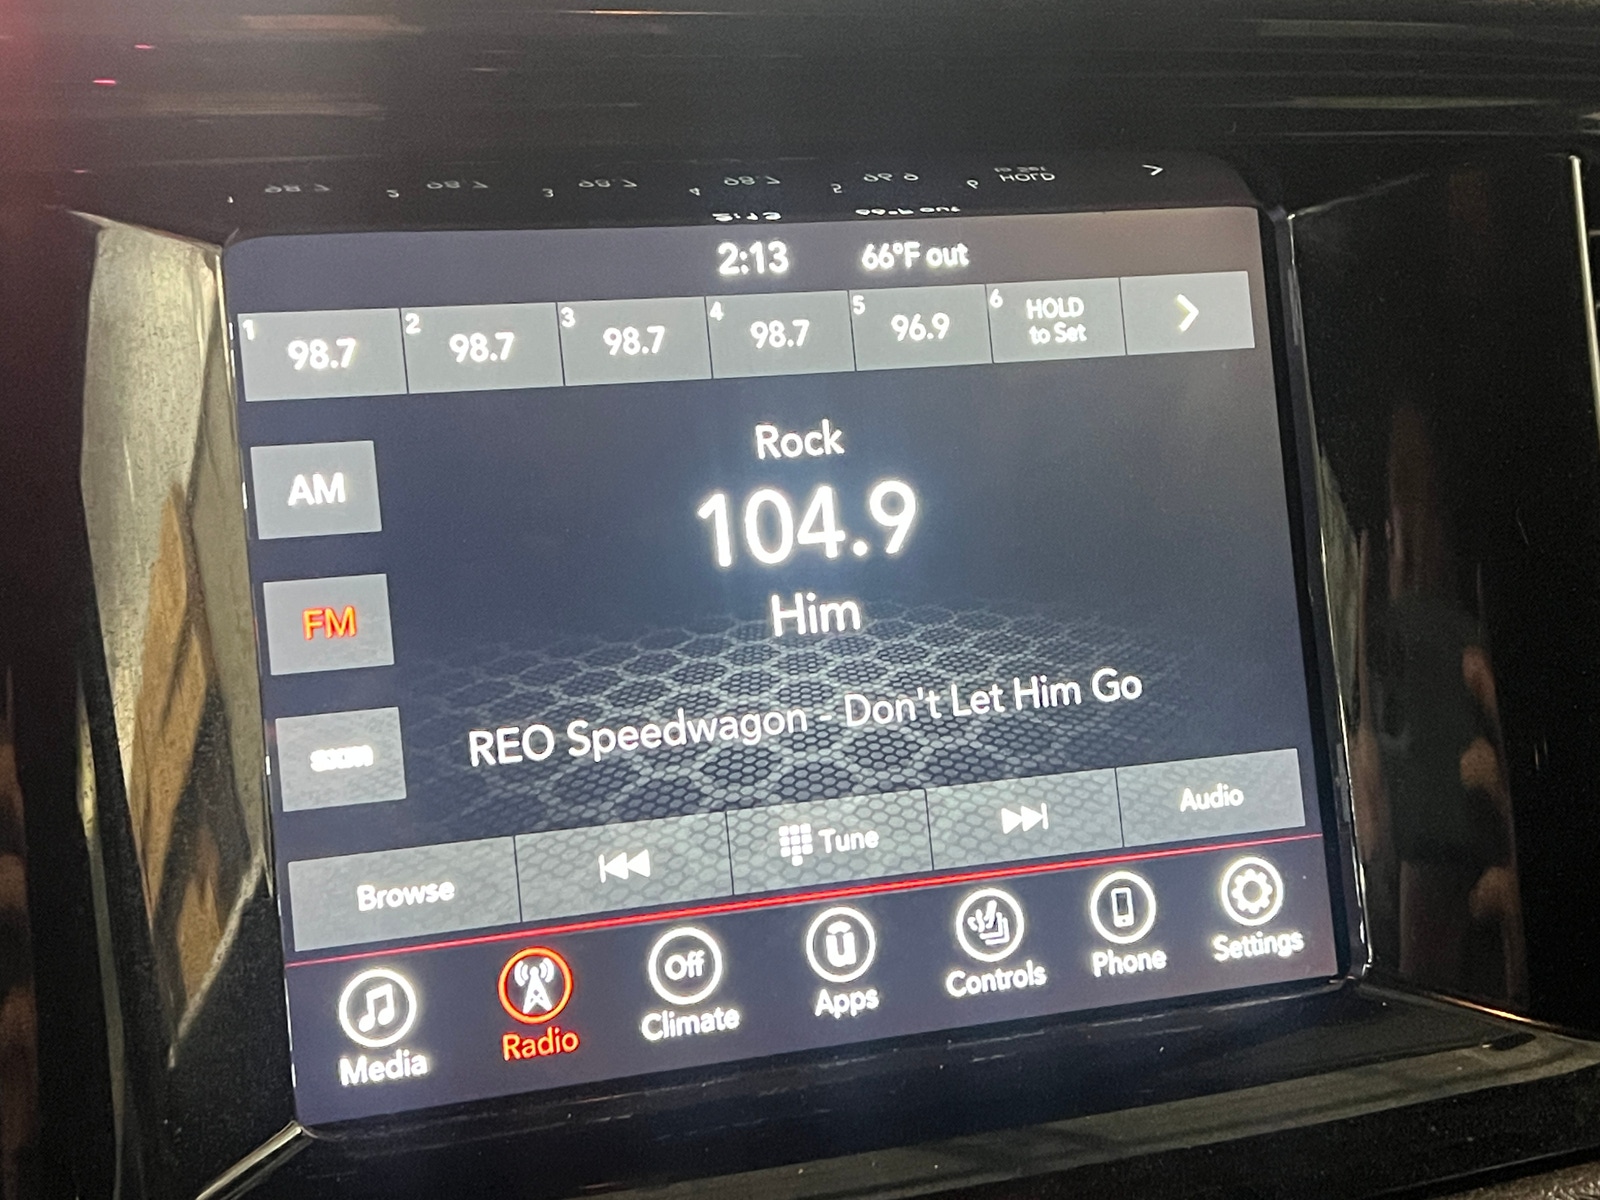 2:13 66°F out
1 98.7 2 98.7 3 98.7 4 98.7 5 96.9 6 HOLD to Set
Rock
AM
104.9
FM
Him
REO Speedwagon - Don't Let Him Go
Browse Tune Audio
Off
Media Radio Climate Apps Controls Phone Settings